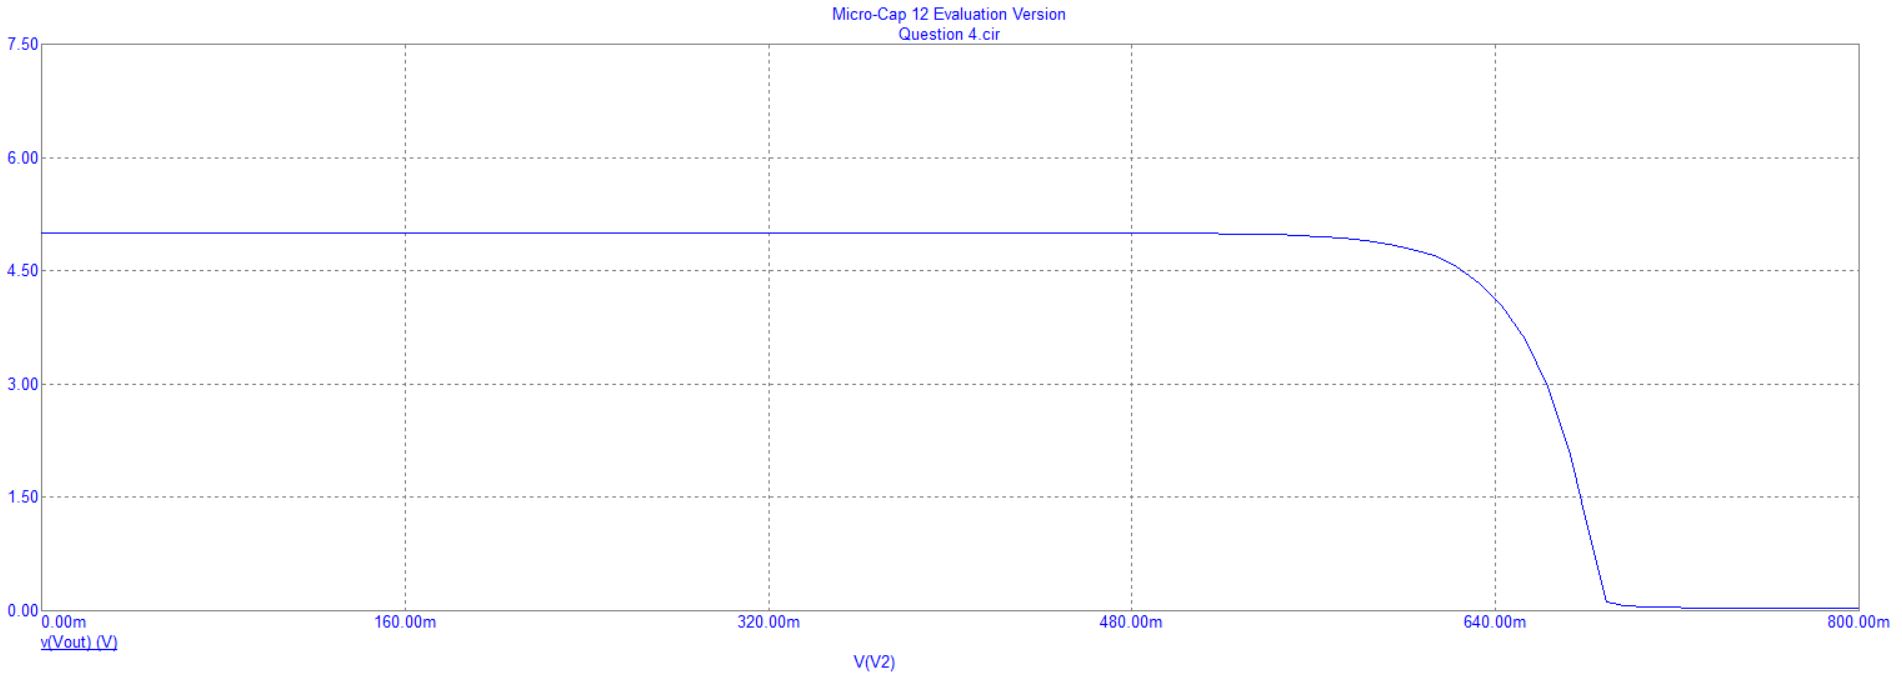 Micro-Cap 12 Evaluation Version
Question 4.cir
7.50
6.00
4.50
3.00
1.50
0.00
0.00m 160.00m 320.00m 480.00m 640.00m 800.00m
v(Vout) (V)
V(V2)